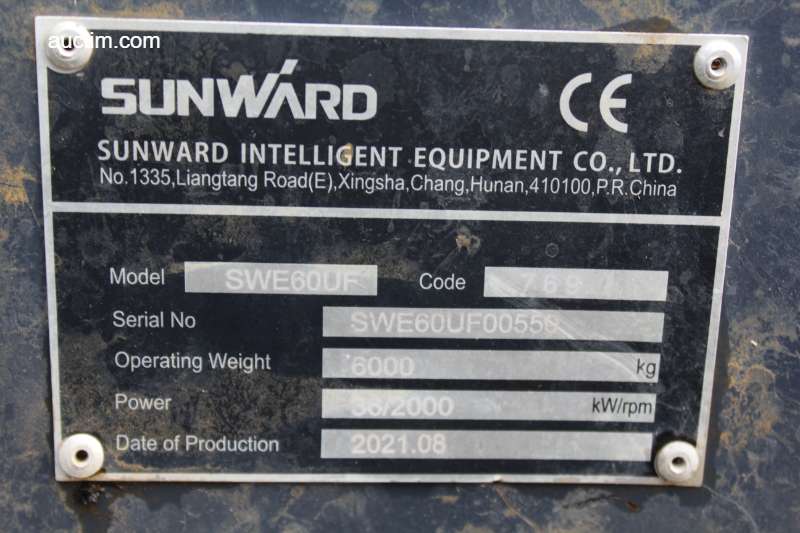 auctim.com
SUNWARD
CE
SUNWARD INTELLIGENT EQUIPMENT CO., LTD.
No.1335,Liangtang Road(E),Xingsha,Chang,Hunan,410100,P.R.China
Model SWE60UF Code 769
Serial No
Operating Weight 6000 kg
Power kW/rpm
Date of Production 2021.08